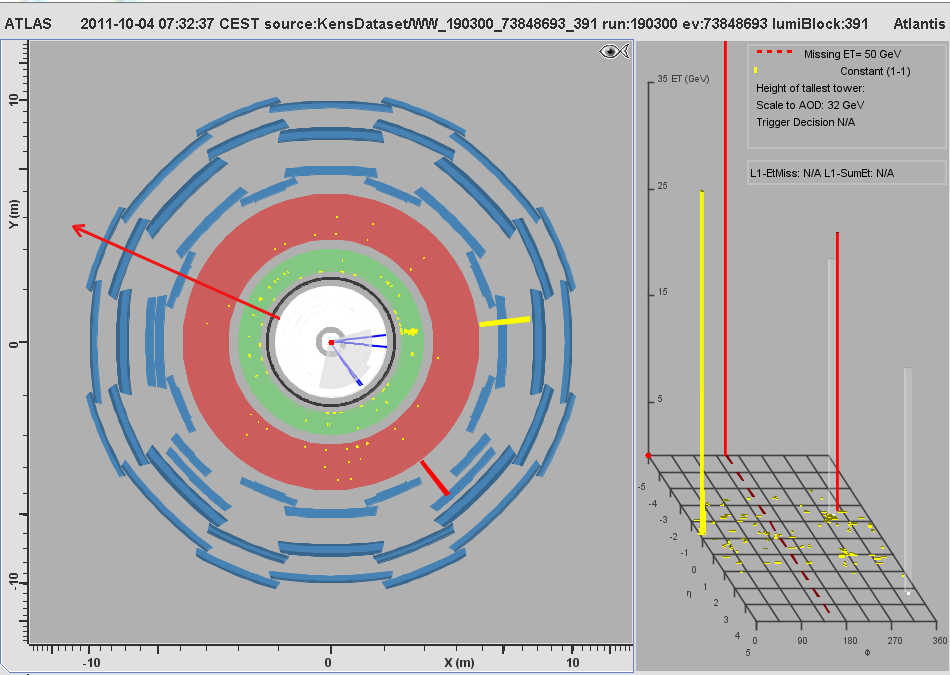 ATLAS 2011-10-04 07:32:37 CEST source:KensDataset/WW_190300_73848693_391 run:190300 ev:73848693 lumiBlock:391 Atlantis
Missing ET= 50 GeV
Constant (1-1)
Height of tallest tower:
Scale to AOD: 32 GeV
Trigger Decision N/A
L1-EtMiss: N/A L1-SumEt: N/A
35 ET (GeV)
25
15
5
-5
-4
-3
-2
-1
0
1
2
3
4
5
η
0 90 180 270 360
Φ
Y (m)
10
0
-10
-10 0 X (m) 10